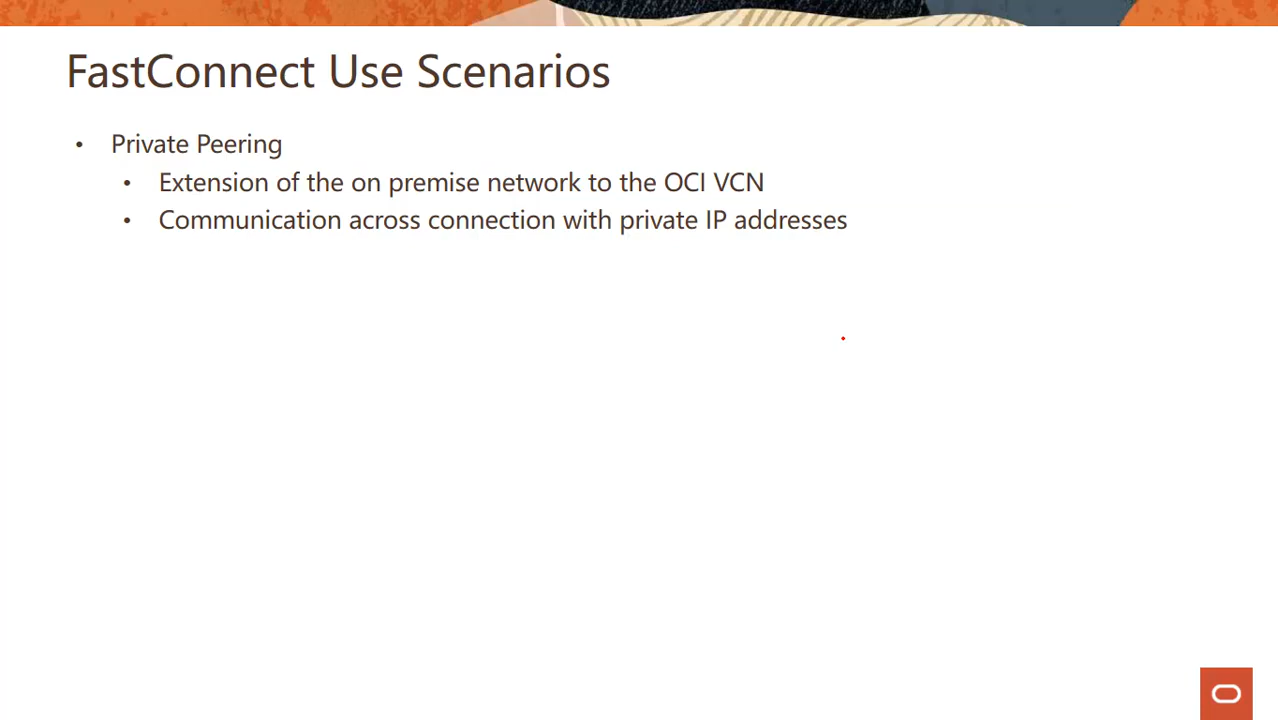 FastConnect Use Scenarios
• Private Peering
• Extension of the on premise network to the OCI VCN
• Communication across connection with private IP addresses